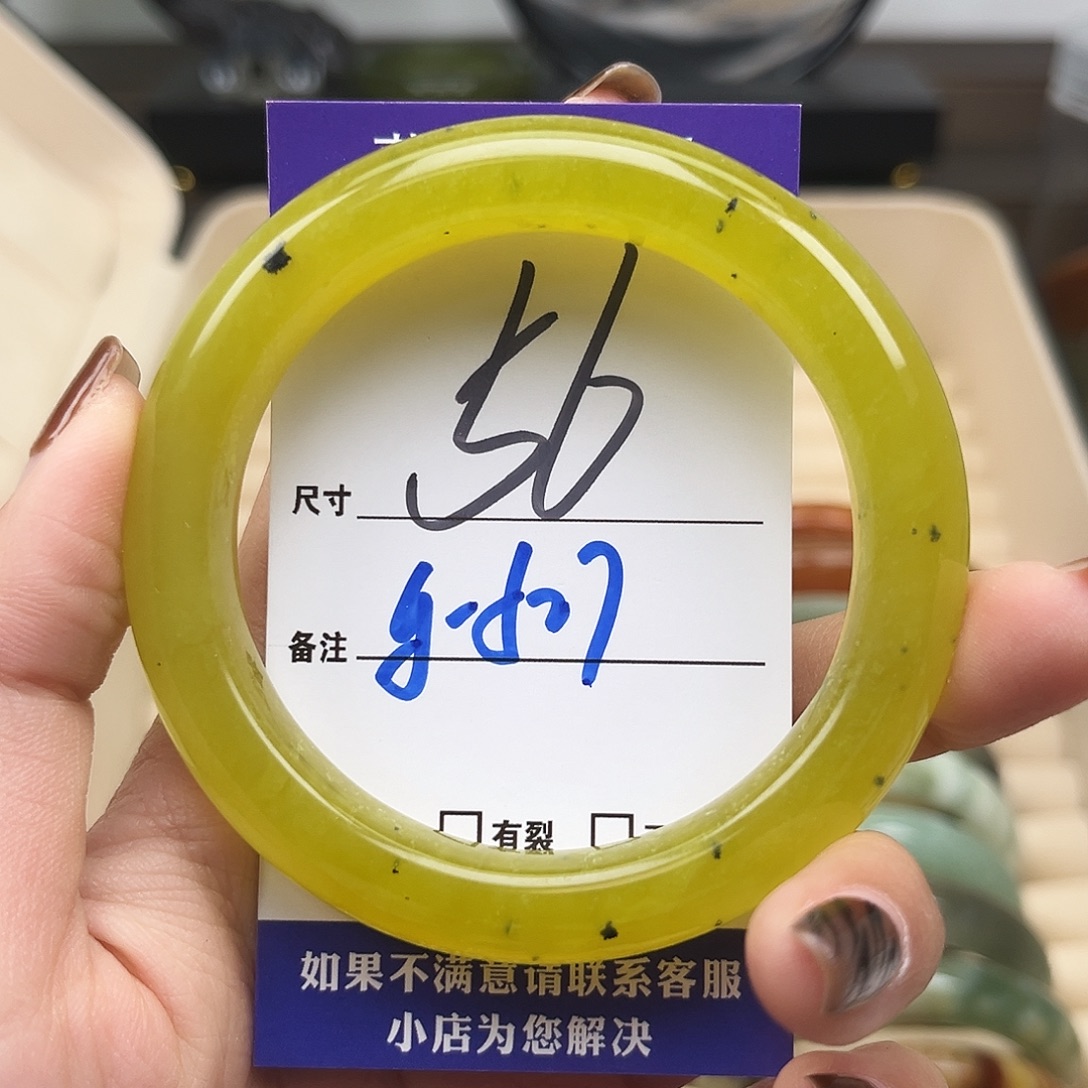 尺寸 56
备注
有裂
如果不满意请联系客服
小店为您解决